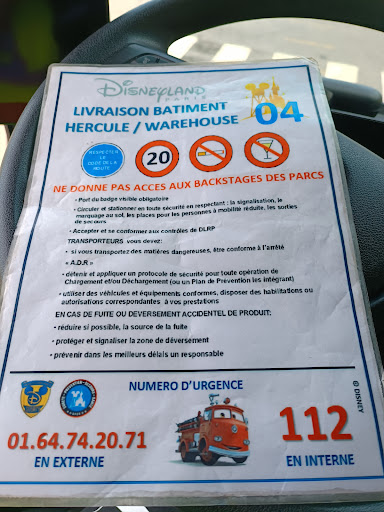 DISNEYLAND
PARIS
LIVRAISON BATIMENT
HERCULE / WAREHOUSE
04
RESPECTER
LE
CODE DE LA
ROUTE
20
NE DONNE PAS ACCES AUX BACKSTAGES DES PARCS
• Port du badge visible obligatoire
• Circuler et stationner en toute sécurité en respectant : la signalisation, le
marquage au sol, les places pour les personnes à mobilité réduite, les sorties
de secours
• Accepter et se conformer aux contrôles de DLRP
TRANSPORTEURS vous devez:
• si vous transportez des matières dangereuses, être conforme à l'arrêté
« A.D.R »
• détenir et appliquer un protocole de sécurité pour toute opération de
Chargement et/ou Déchargement (ou un Plan de Prevention les intégrant)
• utiliser des véhicules et équipements conformes, disposer des habilitations ou
autorisations correspondantes à vos prestations
EN CAS DE FUITE OU DEVERSEMENT ACCIDENTEL DE PRODUIT:
• réduire si possible, la source de la fuite
• protéger et signaliser la zone de déversement
• prévenir dans les meilleurs délais un responsable
© DISNEY
NUMERO D'URGENCE
01.64.74.20.71
EN EXTERNE
112
EN INTERNE